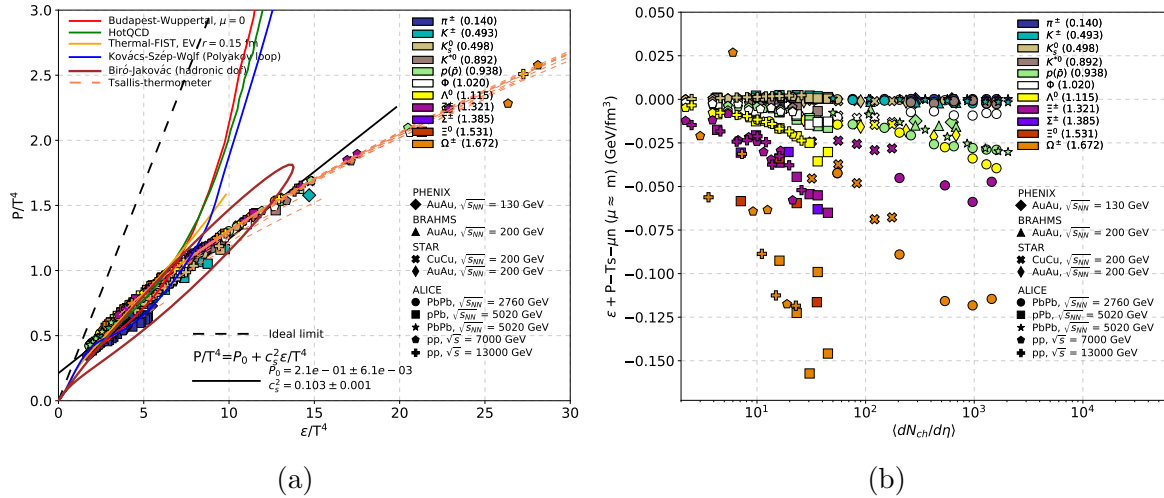 P/T⁴
3.0
2.5
2.0
1.5
1.0
0.5
0.0
0
5
10
15
20
25
30
ε/T⁴
Budapest-Wuppertal, μ = 0
HotQCD
Thermal-FIST, EV r = 0.15 fm
Kovács-Szép-Wolf (Polyakov loop)
Biró-Jakovác (hadronic dof)
Tsallis-thermometer
π± (0.140)
K± (0.493)
K⁰ₛ (0.498)
K*⁰ (0.892)
p(p̄) (0.938)
Φ (1.020)
Λ⁰ (1.115)
Ξ± (1.321)
Σ± (1.385)
Ξ⁰ (1.531)
Ω± (1.672)
PHENIX
AuAu, √sNN = 130 GeV
BRAHMS
AuAu, √sNN = 200 GeV
STAR
CuCu, √sNN = 200 GeV
AuAu, √sNN = 200 GeV
ALICE
PbPb, √sNN = 2760 GeV
pPb, √sNN = 5020 GeV
PbPb, √sNN = 5020 GeV
pp, √s = 7000 GeV
pp, √s = 13000 GeV
Ideal limit
P/T⁴=P₀ + c²ₛε/T⁴
P₀ = 2.1e−01 ± 6.1e−03
c²ₛ = 0.103 ± 0.001
(a)
ε + P−Ts−μn (μ ≈ m) (GeV/fm³)
0.050
0.025
0.000
−0.025
−0.050
−0.075
−0.100
−0.125
−0.150
10¹
10²
10³
10⁴
⟨dNch/dη⟩
π± (0.140)
K± (0.493)
K⁰ₛ (0.498)
K*⁰ (0.892)
p(p̄) (0.938)
Φ (1.020)
Λ⁰ (1.115)
Ξ± (1.321)
Σ± (1.385)
Ξ⁰ (1.531)
Ω± (1.672)
PHENIX
AuAu, √sNN = 130 GeV
BRAHMS
AuAu, √sNN = 200 GeV
STAR
CuCu, √sNN = 200 GeV
AuAu, √sNN = 200 GeV
ALICE
PbPb, √sNN = 2760 GeV
pPb, √sNN = 5020 GeV
PbPb, √sNN = 5020 GeV
pp, √s = 7000 GeV
pp, √s = 13000 GeV
(b)